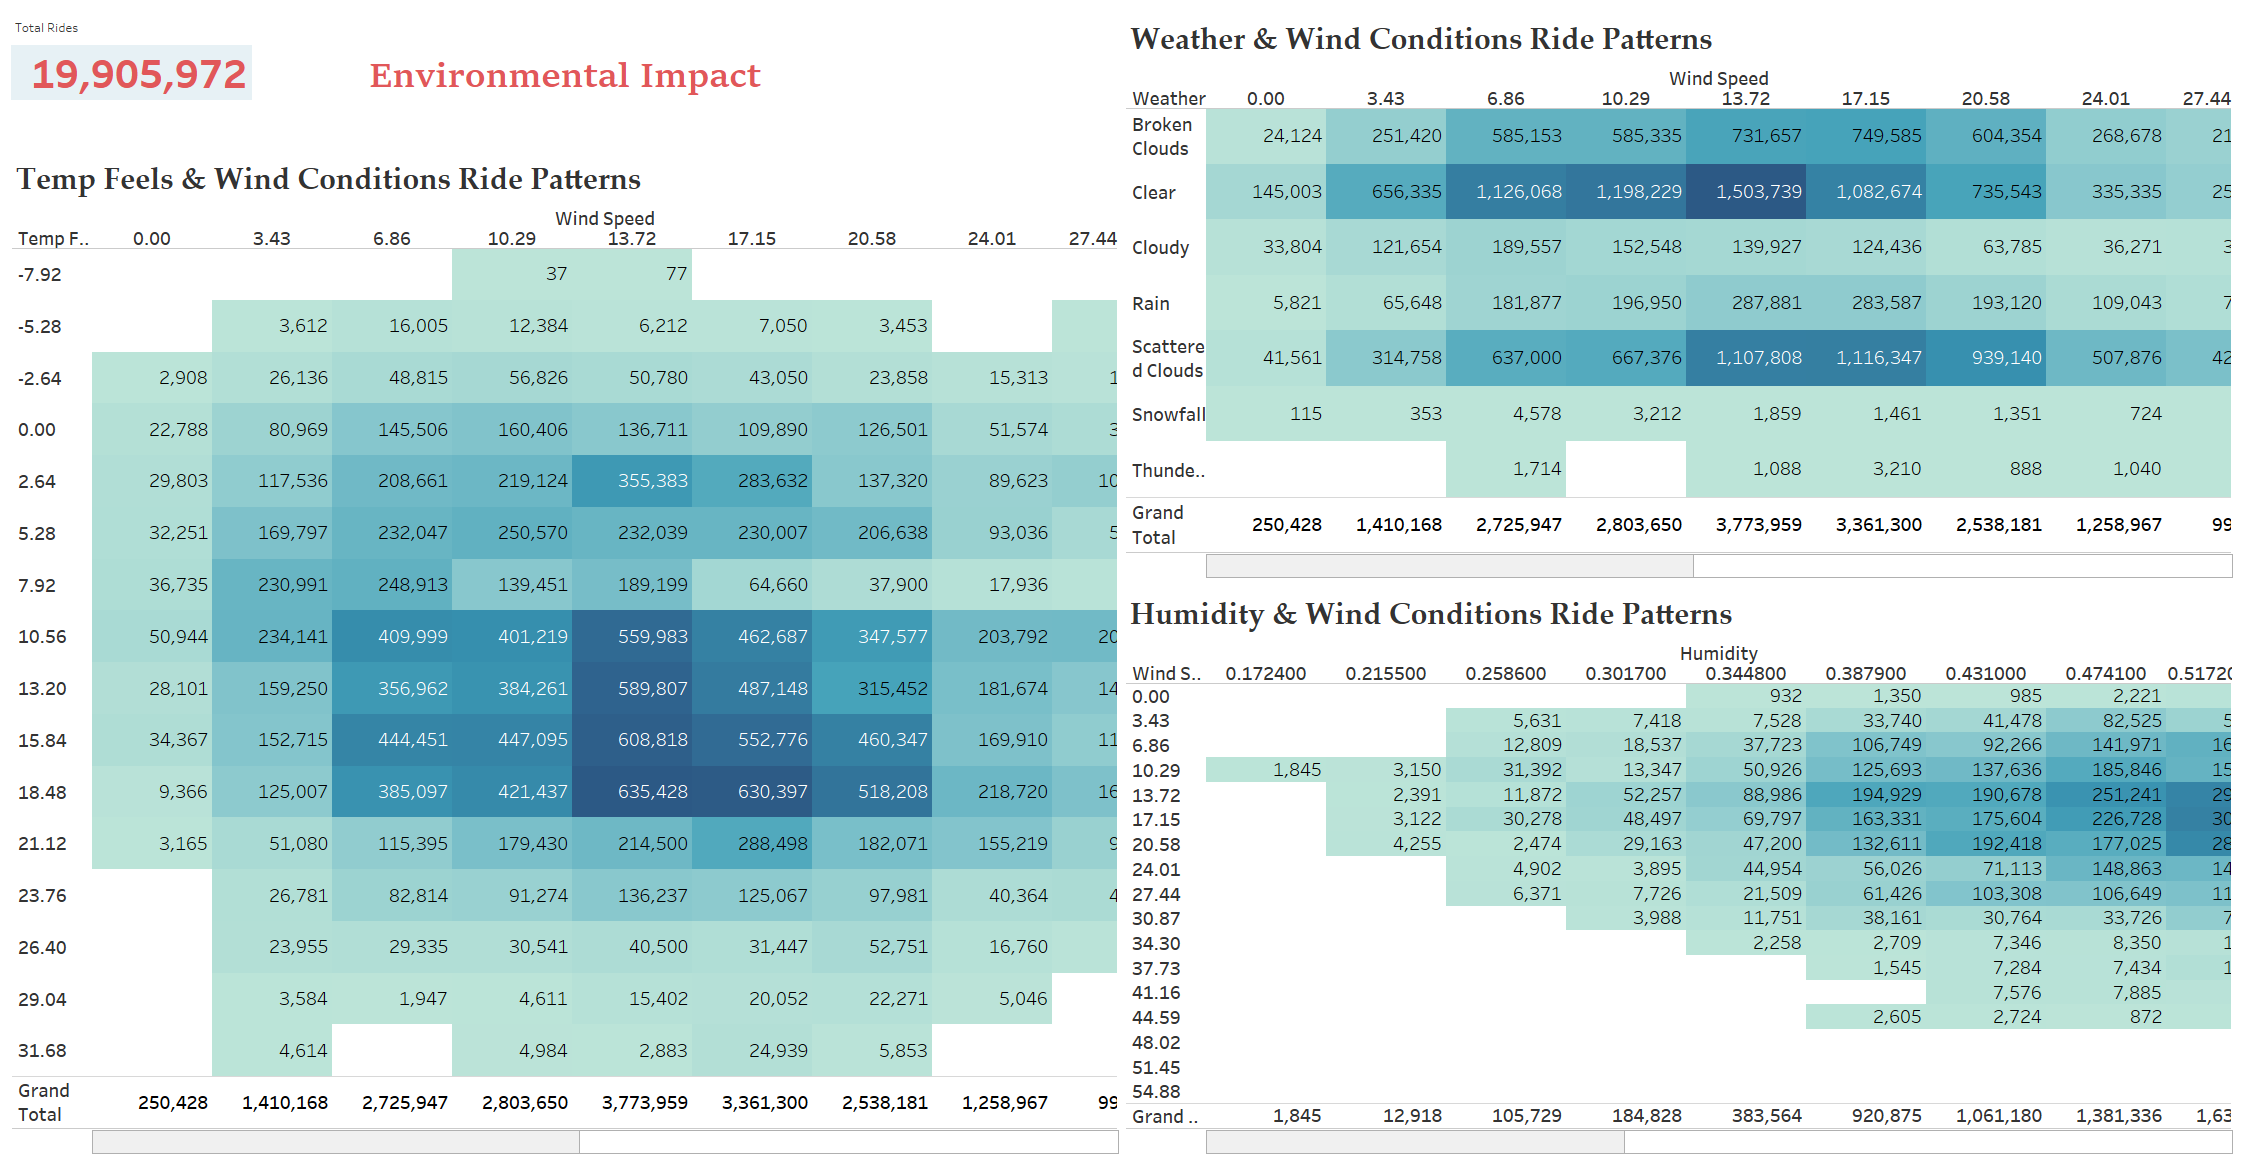 Total Rides
19,905,972
Environmental Impact
Temp Feels & Wind Conditions Ride Patterns
Wind Speed
Temp F.. 0.00 3.43 6.86 10.29 13.72 17.15 20.58 24.01 27.44
-7.92 37 77
-5.28 3,612 16,005 12,384 6,212 7,050 3,453
-2.64 2,908 26,136 48,815 56,826 50,780 43,050 23,858 15,313 1
0.00 22,788 80,969 145,506 160,406 136,711 109,890 126,501 51,574 3
2.64 29,803 117,536 208,661 219,124 355,383 283,632 137,320 89,623 10
5.28 32,251 169,797 232,047 250,570 232,039 230,007 206,638 93,036 5
7.92 36,735 230,991 248,913 139,451 189,199 64,660 37,900 17,936
10.56 50,944 234,141 409,999 401,219 559,983 462,687 347,577 203,792 20
13.20 28,101 159,250 356,962 384,261 589,807 487,148 315,452 181,674 14
15.84 34,367 152,715 444,451 447,095 608,818 552,776 460,347 169,910 11
18.48 9,366 125,007 385,097 421,437 635,428 630,397 518,208 218,720 16
21.12 3,165 51,080 115,395 179,430 214,500 288,498 182,071 155,219 9
23.76 26,781 82,814 91,274 136,237 125,067 97,981 40,364 4
26.40 23,955 29,335 30,541 40,500 31,447 52,751 16,760
29.04 3,584 1,947 4,611 15,402 20,052 22,271 5,046
31.68 4,614 4,984 2,883 24,939 5,853
Grand
Total 250,428 1,410,168 2,725,947 2,803,650 3,773,959 3,361,300 2,538,181 1,258,967 99
Weather & Wind Conditions Ride Patterns
Wind Speed
Weather 0.00 3.43 6.86 10.29 13.72 17.15 20.58 24.01 27.44
Broken
Clouds 24,124 251,420 585,153 585,335 731,657 749,585 604,354 268,678 21
Clear 145,003 656,335 1,126,068 1,198,229 1,503,739 1,082,674 735,543 335,335 25
Cloudy 33,804 121,654 189,557 152,548 139,927 124,436 63,785 36,271 3
Rain 5,821 65,648 181,877 196,950 287,881 283,587 193,120 109,043 7
Scattere
d Clouds 41,561 314,758 637,000 667,376 1,107,808 1,116,347 939,140 507,876 42
Snowfall 115 353 4,578 3,212 1,859 1,461 1,351 724
Thunde.. 1,714 1,088 3,210 888 1,040
Grand
Total 250,428 1,410,168 2,725,947 2,803,650 3,773,959 3,361,300 2,538,181 1,258,967 99
Humidity & Wind Conditions Ride Patterns
Humidity
Wind S.. 0.172400 0.215500 0.258600 0.301700 0.344800 0.387900 0.431000 0.474100 0.5172
0.00 932 1,350 985 2,221
3.43 5,631 7,418 7,528 33,740 41,478 82,525 5
6.86 12,809 18,537 37,723 106,749 92,266 141,971 16
10.29 1,845 3,150 31,392 13,347 50,926 125,693 137,636 185,846 15
13.72 2,391 11,872 52,257 88,986 194,929 190,678 251,241 29
17.15 3,122 30,278 48,497 69,797 163,331 175,604 226,728 30
20.58 4,255 2,474 29,163 47,200 132,611 192,418 177,025 28
24.01 4,902 3,895 44,954 56,026 71,113 148,863 14
27.44 6,371 7,726 21,509 61,426 103,308 106,649 11
30.87 3,988 11,751 38,161 30,764 33,726 7
34.30 2,258 2,709 7,346 8,350 1
37.73 1,545 7,284 7,434 1
41.16 7,576 7,885
44.59 2,605 2,724 872
48.02
51.45
54.88
Grand .. 1,845 12,918 105,729 184,828 383,564 920,875 1,061,180 1,381,336 1,63